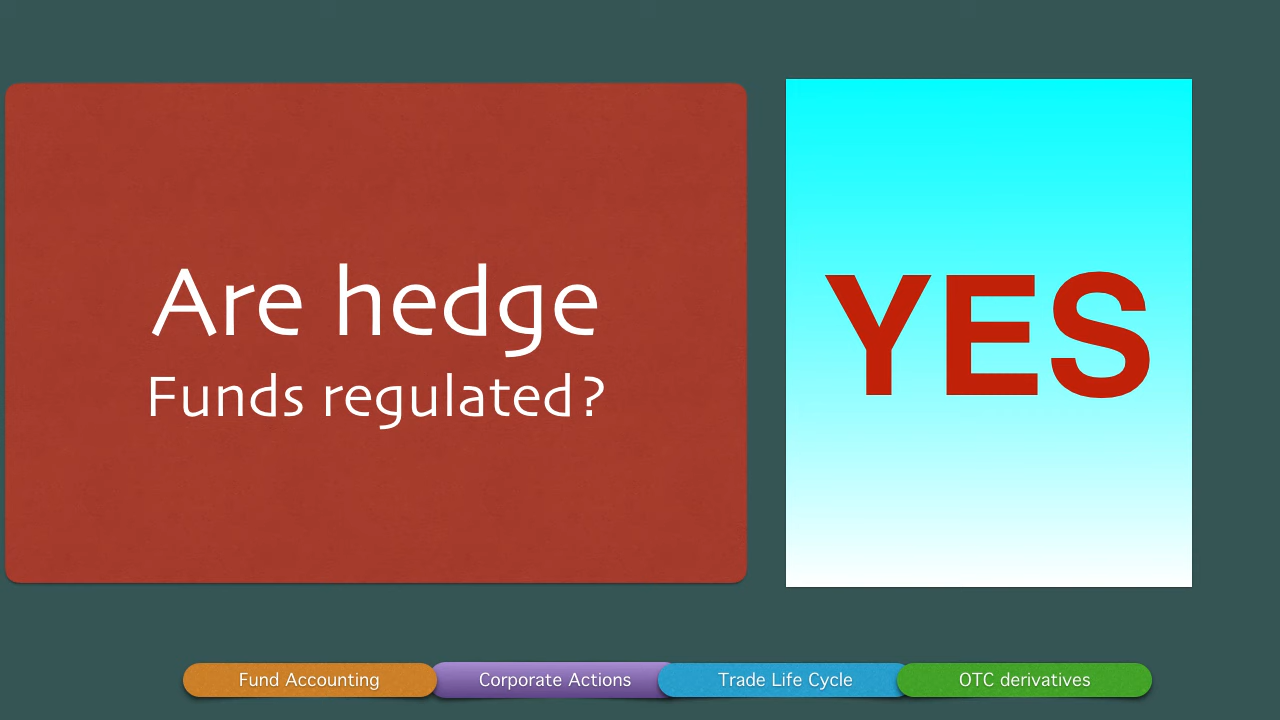 Are hedge
Funds regulated?
YES
Fund Accounting
Corporate Actions
Trade Life Cycle
OTC derivatives